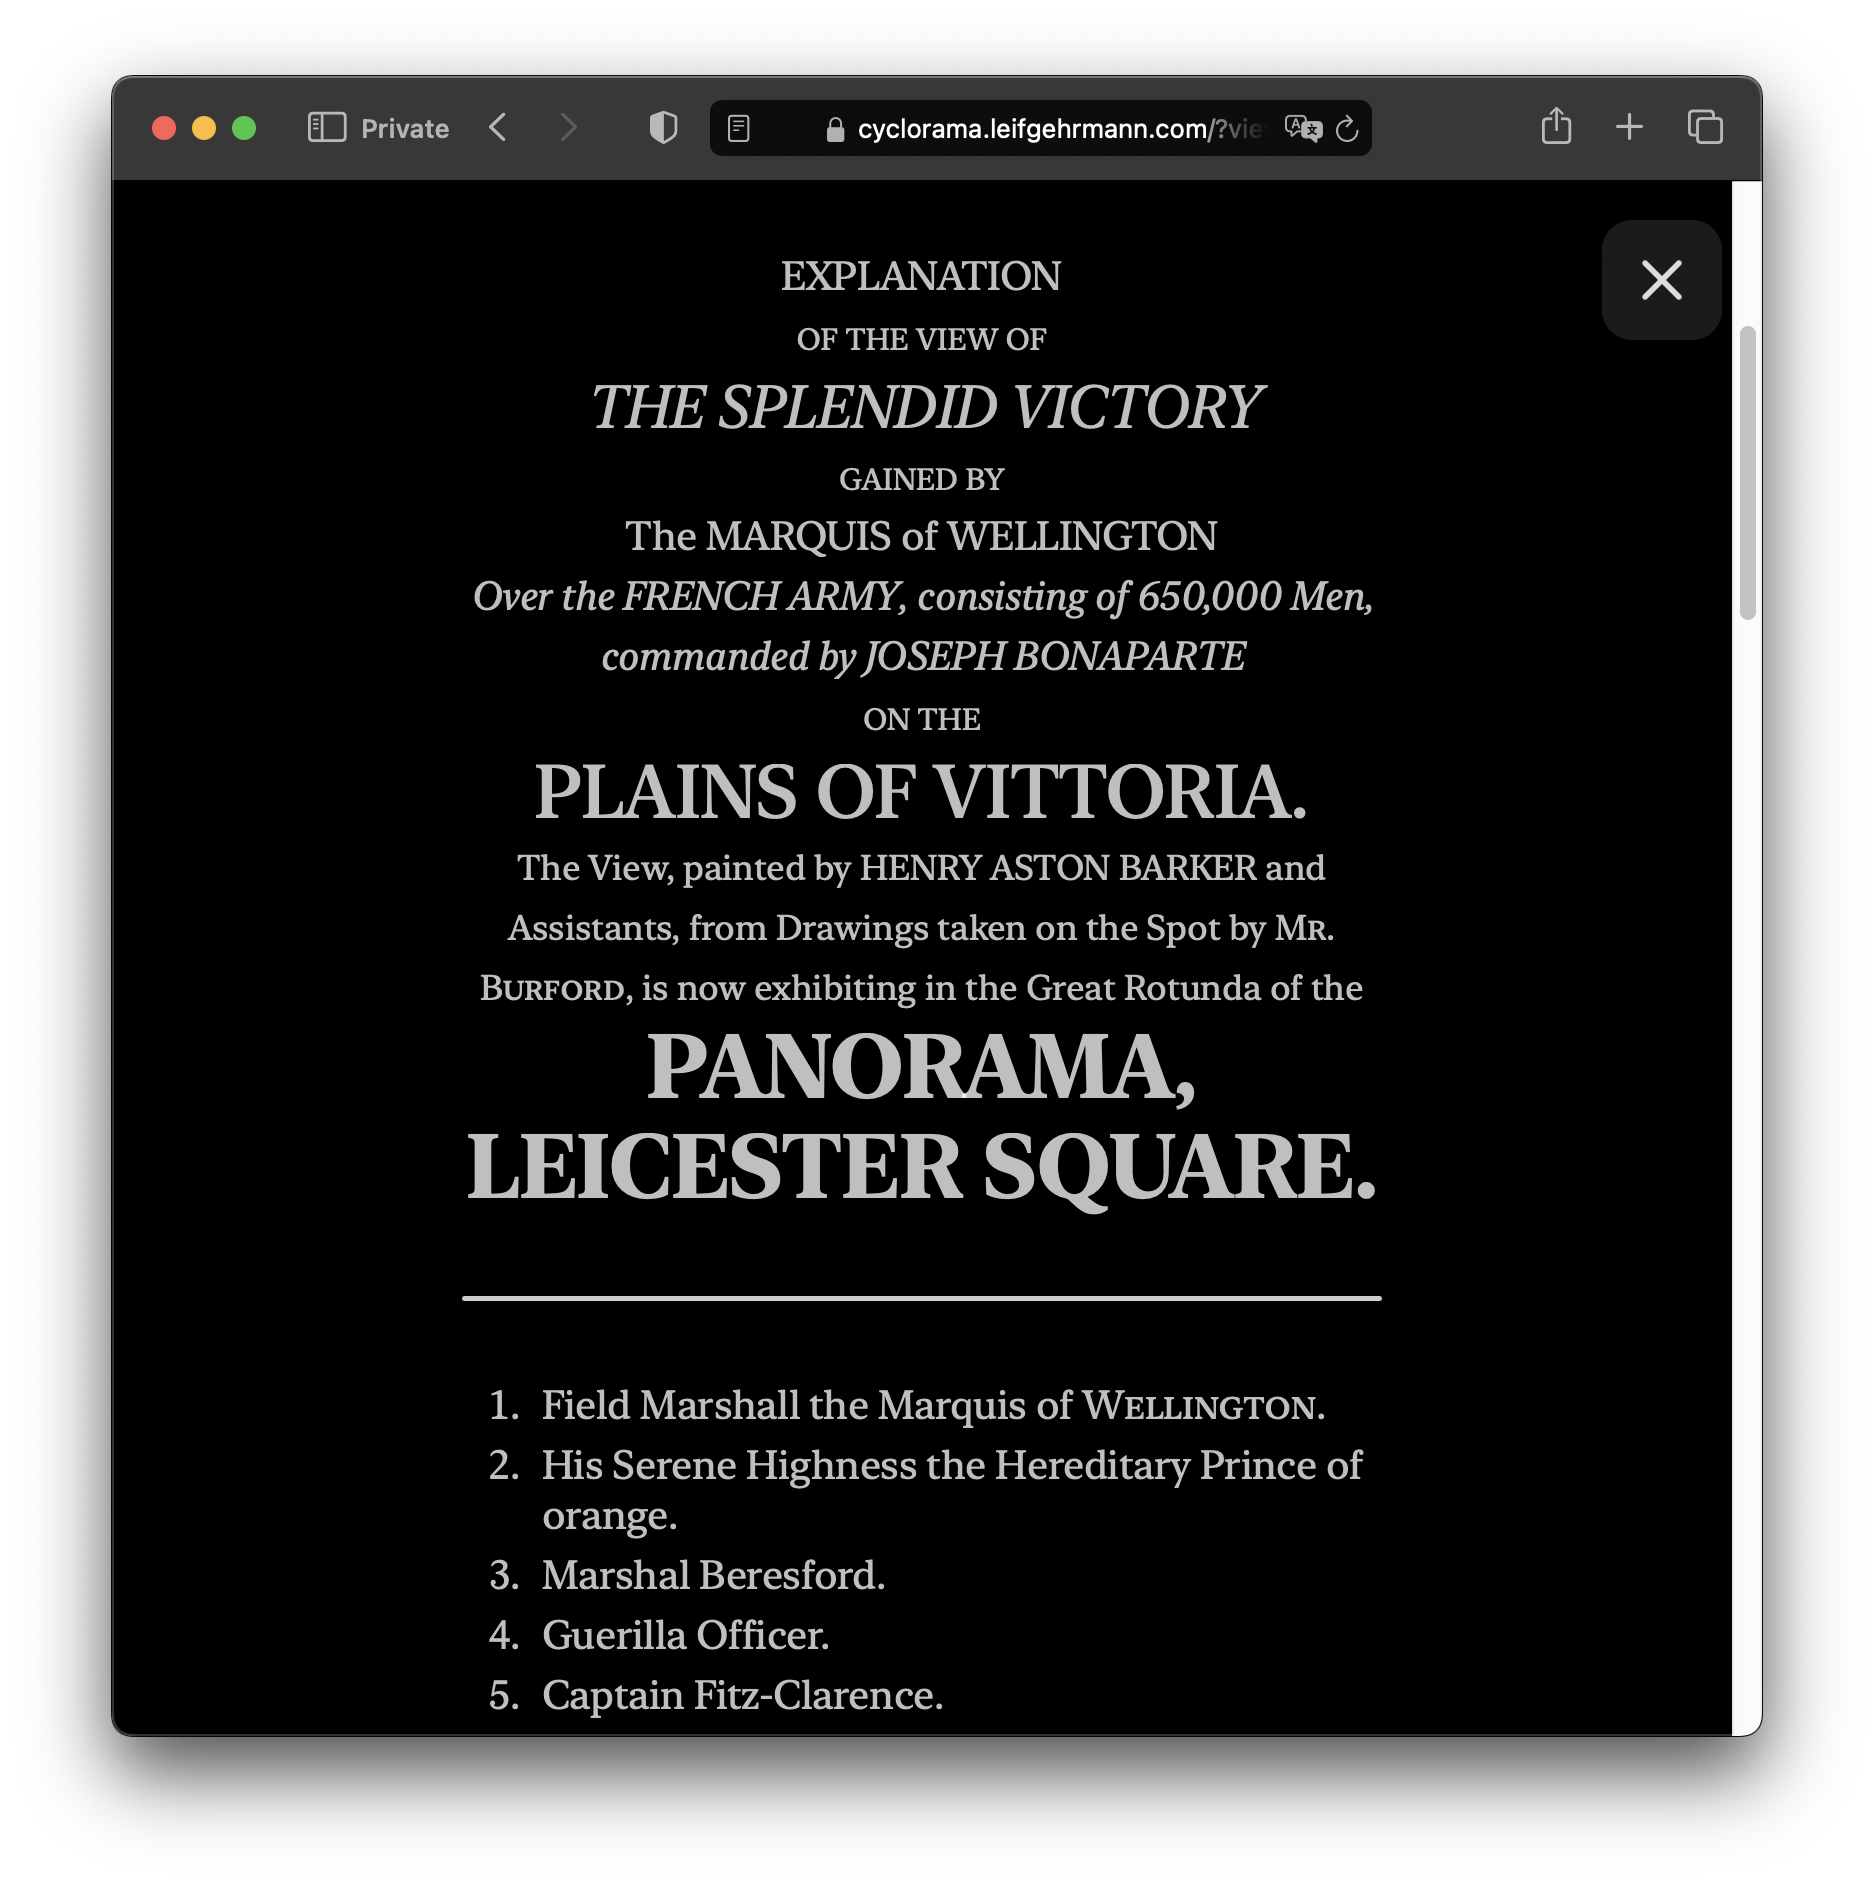 Private
cyclorama.leifgehrmann.com/?vie
EXPLANATION
OF THE VIEW OF
THE SPLENDID VICTORY
GAINED BY
The MARQUIS of WELLINGTON
Over the FRENCH ARMY, consisting of 650,000 Men,
commanded by JOSEPH BONAPARTE
ON THE
PLAINS OF VITTORIA.
The View, painted by HENRY ASTON BARKER and
Assistants, from Drawings taken on the Spot by MR.
BURFORD, is now exhibiting in the Great Rotunda of the
PANORAMA,
LEICESTER SQUARE.
1. Field Marshall the Marquis of WELLINGTON.
2. His Serene Highness the Hereditary Prince of
orange.
3. Marshal Beresford.
4. Guerilla Officer.
5. Captain Fitz-Clarence.